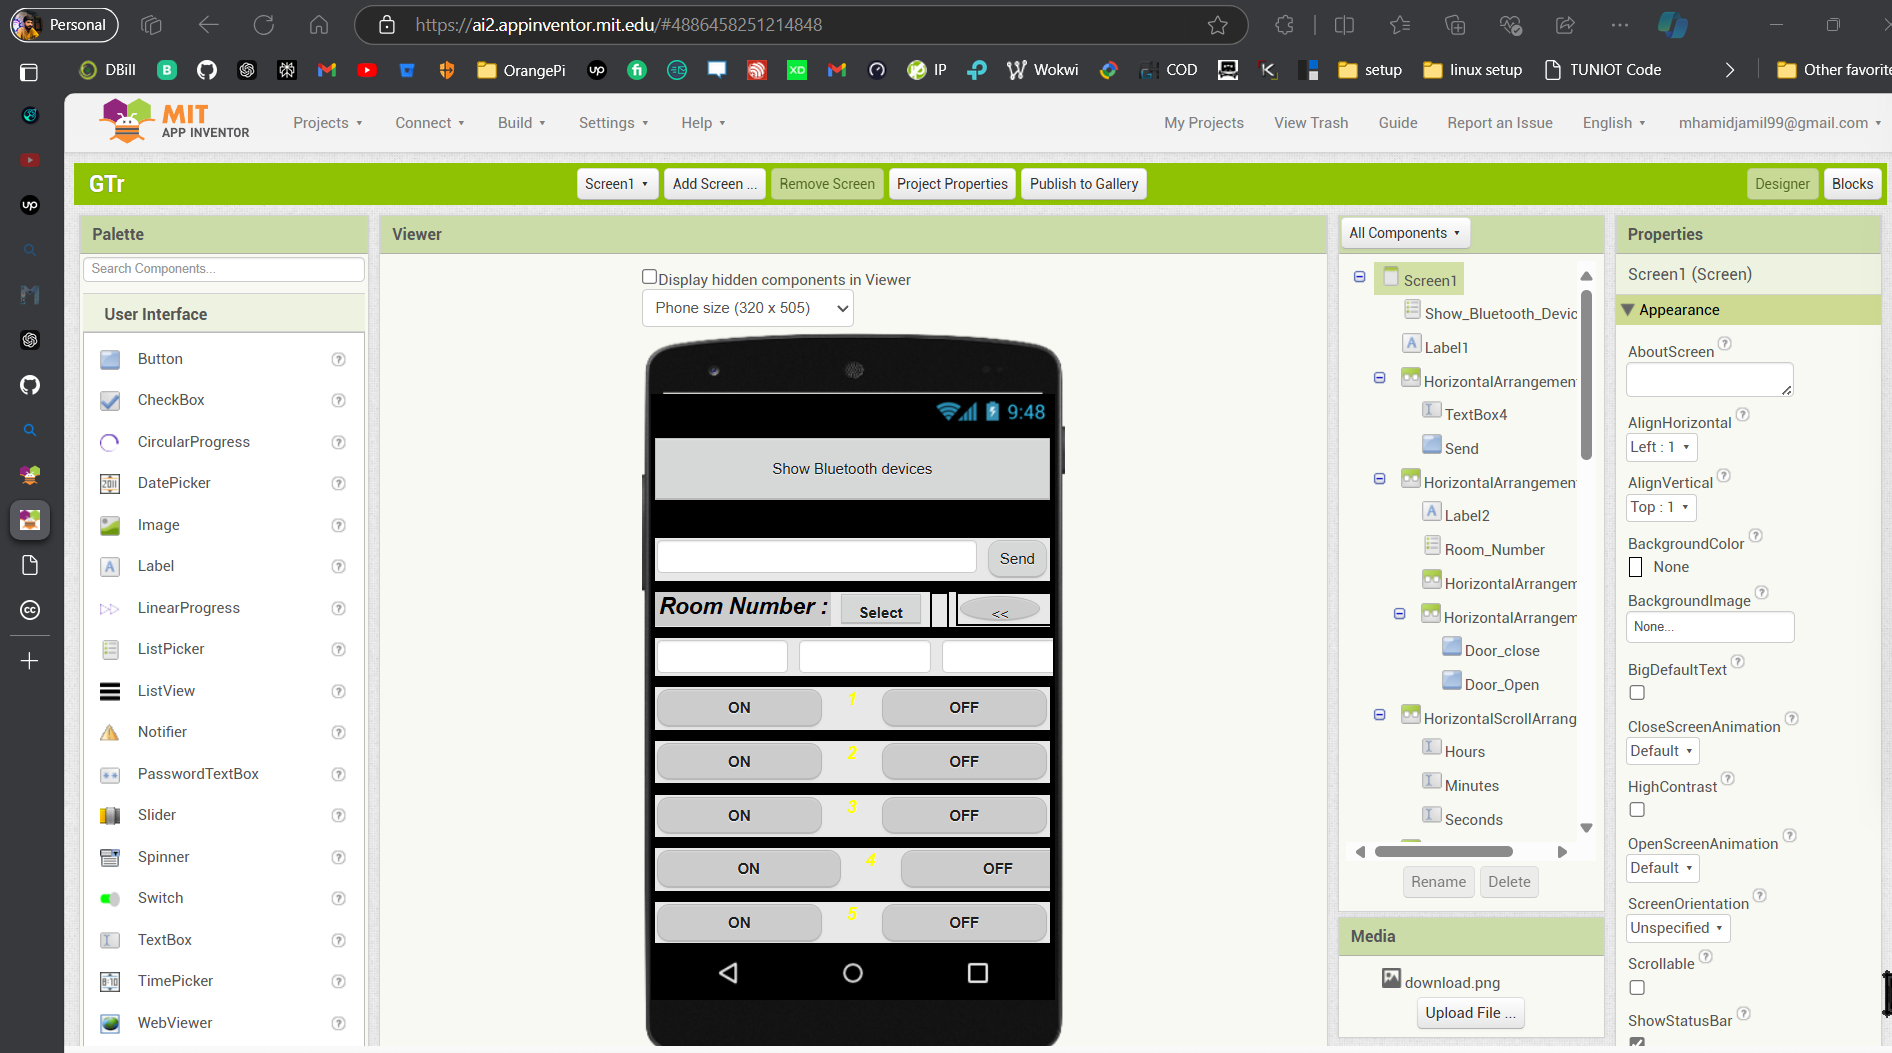 Personal
https://ai2.appinventor.mit.edu/#4886458251214848
DBill
B
OrangePi
up
fi
XD
IP
Wokwi
COD
setup
linux setup
TUNIOT Code
Other favorite
MIT
APP INVENTOR
Projects
Connect
Build
Settings
Help
My Projects
View Trash
Guide
Report an Issue
English
mhamidjamil99@gmail.com
GTr
Screen1
Add Screen ...
Remove Screen
Project Properties
Publish to Gallery
Designer
Blocks
Palette
Search Components...
User Interface
Button
CheckBox
CircularProgress
DatePicker
Image
Label
LinearProgress
ListPicker
ListView
Notifier
PasswordTextBox
Slider
Spinner
Switch
TextBox
TimePicker
WebViewer
Viewer
Display hidden components in Viewer
Phone size (320 x 505)
9:48
Show Bluetooth devices
Send
Room Number :
Select
<<
ON 1 OFF
ON 2 OFF
ON 3 OFF
ON 4 OFF
ON 5 OFF
All Components
Screen1
Show_Bluetooth_Devic
Label1
HorizontalArrangemen
TextBox4
Send
HorizontalArrangemen
Label2
Room_Number
HorizontalArrangem
HorizontalArrangem
Door_close
Door_Open
HorizontalScrollArrang
Hours
Minutes
Seconds
Rename
Delete
Media
download.png
Upload File ...
Properties
Screen1 (Screen)
Appearance
AboutScreen
AlignHorizontal
Left : 1
AlignVertical
Top : 1
BackgroundColor
None
BackgroundImage
None...
BigDefaultText
CloseScreenAnimation
Default
HighContrast
OpenScreenAnimation
Default
ScreenOrientation
Unspecified
Scrollable
ShowStatusBar